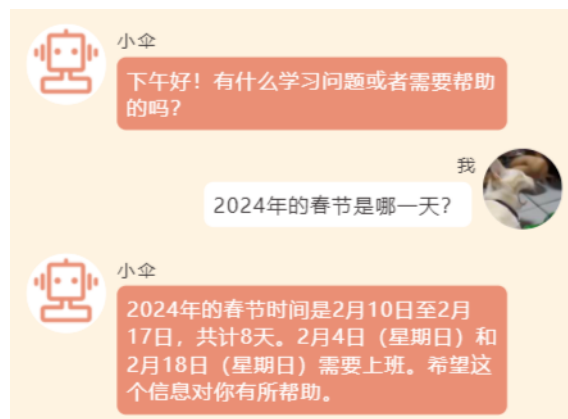 小伞
下午好！有什么学习问题或者需要帮助
的吗？
我
2024年的春节是哪一天？
小伞
2024年的春节时间是2月10日至2月
17日，共计8天。2月4日（星期日）和
2月18日（星期日）需要上班。希望这
个信息对你有所帮助。